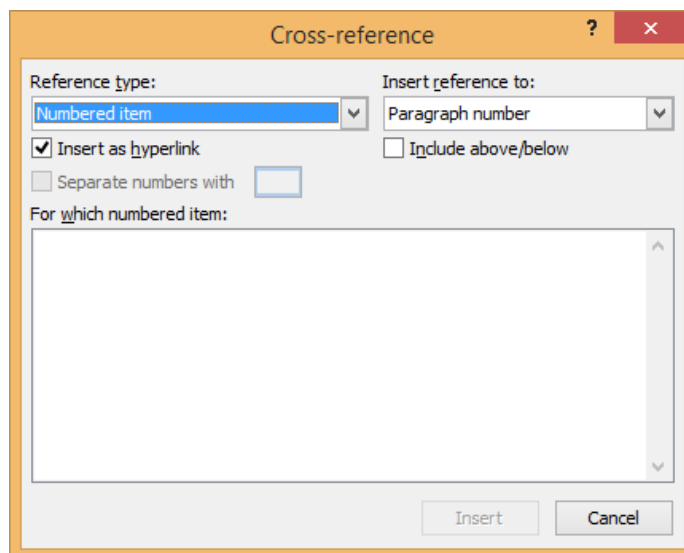 Cross-reference ?
Reference type: Insert reference to:
Numbered item Paragraph number
Insert as hyperlink Include above/below
Separate numbers with
For which numbered item:
Insert Cancel